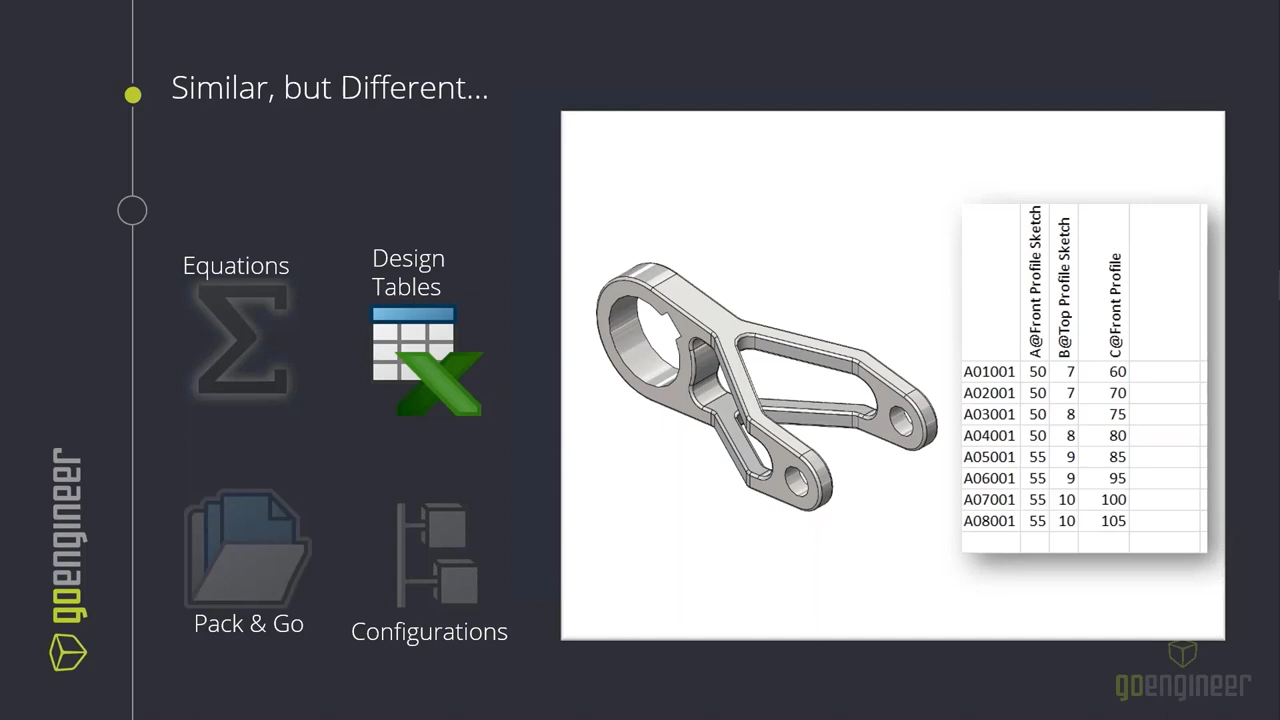 Similar, but Different...
Equations
Design
Tables
Pack & Go
Configurations
A@Front Profile Sketch
B@Top Profile Sketch
C@Front Profile
A01001 50 7 60
A02001 50 7 70
A03001 50 8 75
A04001 50 8 80
A05001 55 9 85
A06001 55 9 95
A07001 55 10 100
A08001 55 10 105
goengineer
goengineer